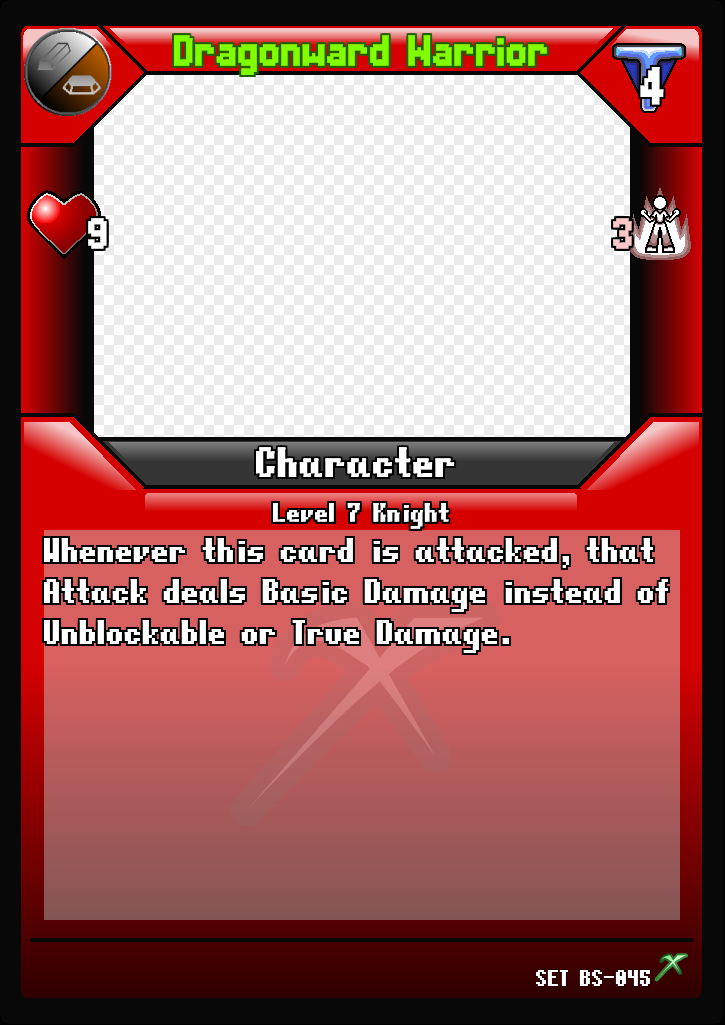 Dragonward Warrior
4
9
3
Character
Level 7 Knight
Whenever this card is attacked, that
Attack deals Basic Damage instead of
Unblockable or True Damage.
SET BS-045